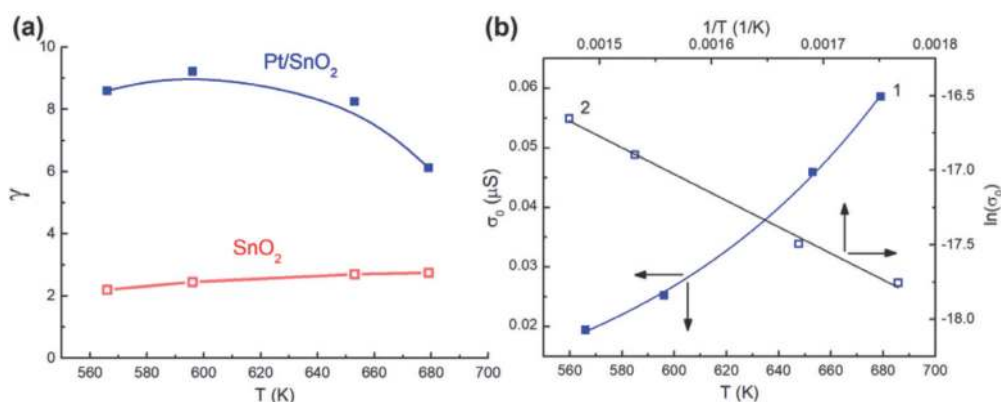 (a)
10
8
6
4
2
0
γ
Pt/SnO₂
SnO₂
560 580 600 620 640 660 680 700
T (K)
(b)
1/T (1/K)
0.0015 0.0016 0.0017 0.0018
0.06
0.05
0.04
0.03
0.02
σ₀ (µS)
2
1
-16.5
-17.0
-17.5
-18.0
ln(σ₀)
560 580 600 620 640 660 680 700
T (K)